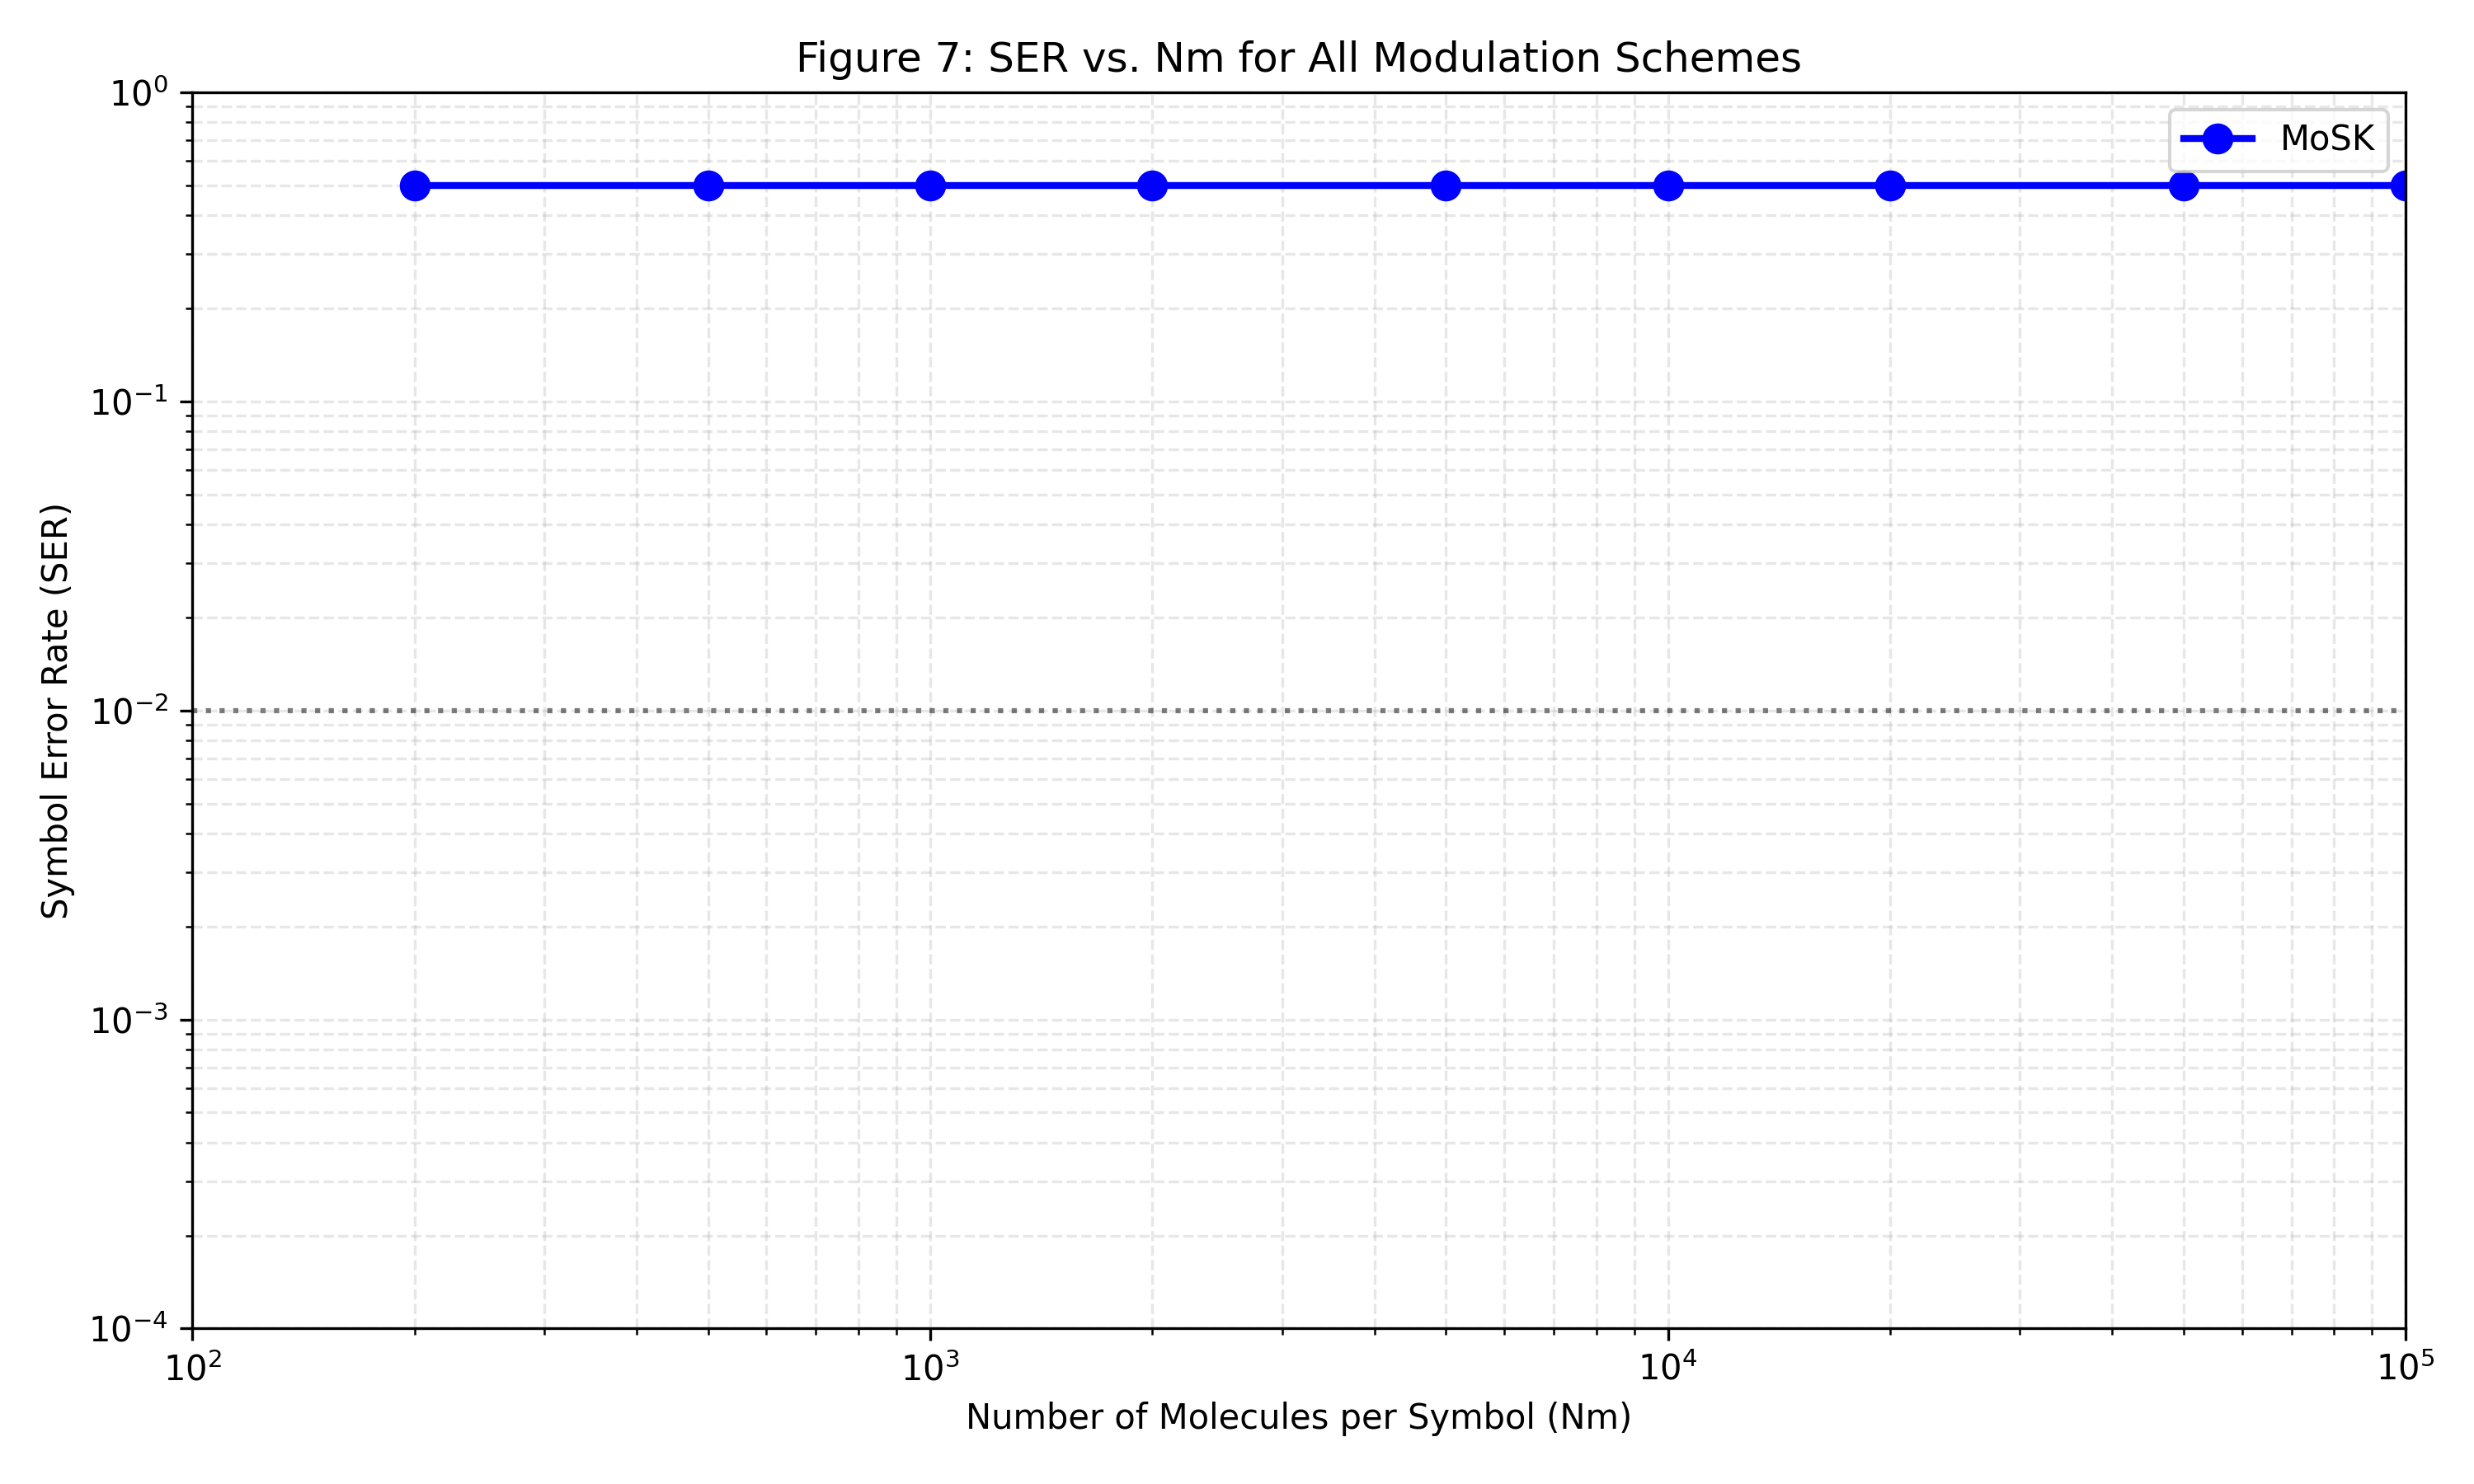 Figure 7: SER vs. Nm for All Modulation Schemes
MoSK
Symbol Error Rate (SER)
10⁰
10⁻¹
10⁻²
10⁻³
10⁻⁴
10² 10³ 10⁴ 10⁵
Number of Molecules per Symbol (Nm)